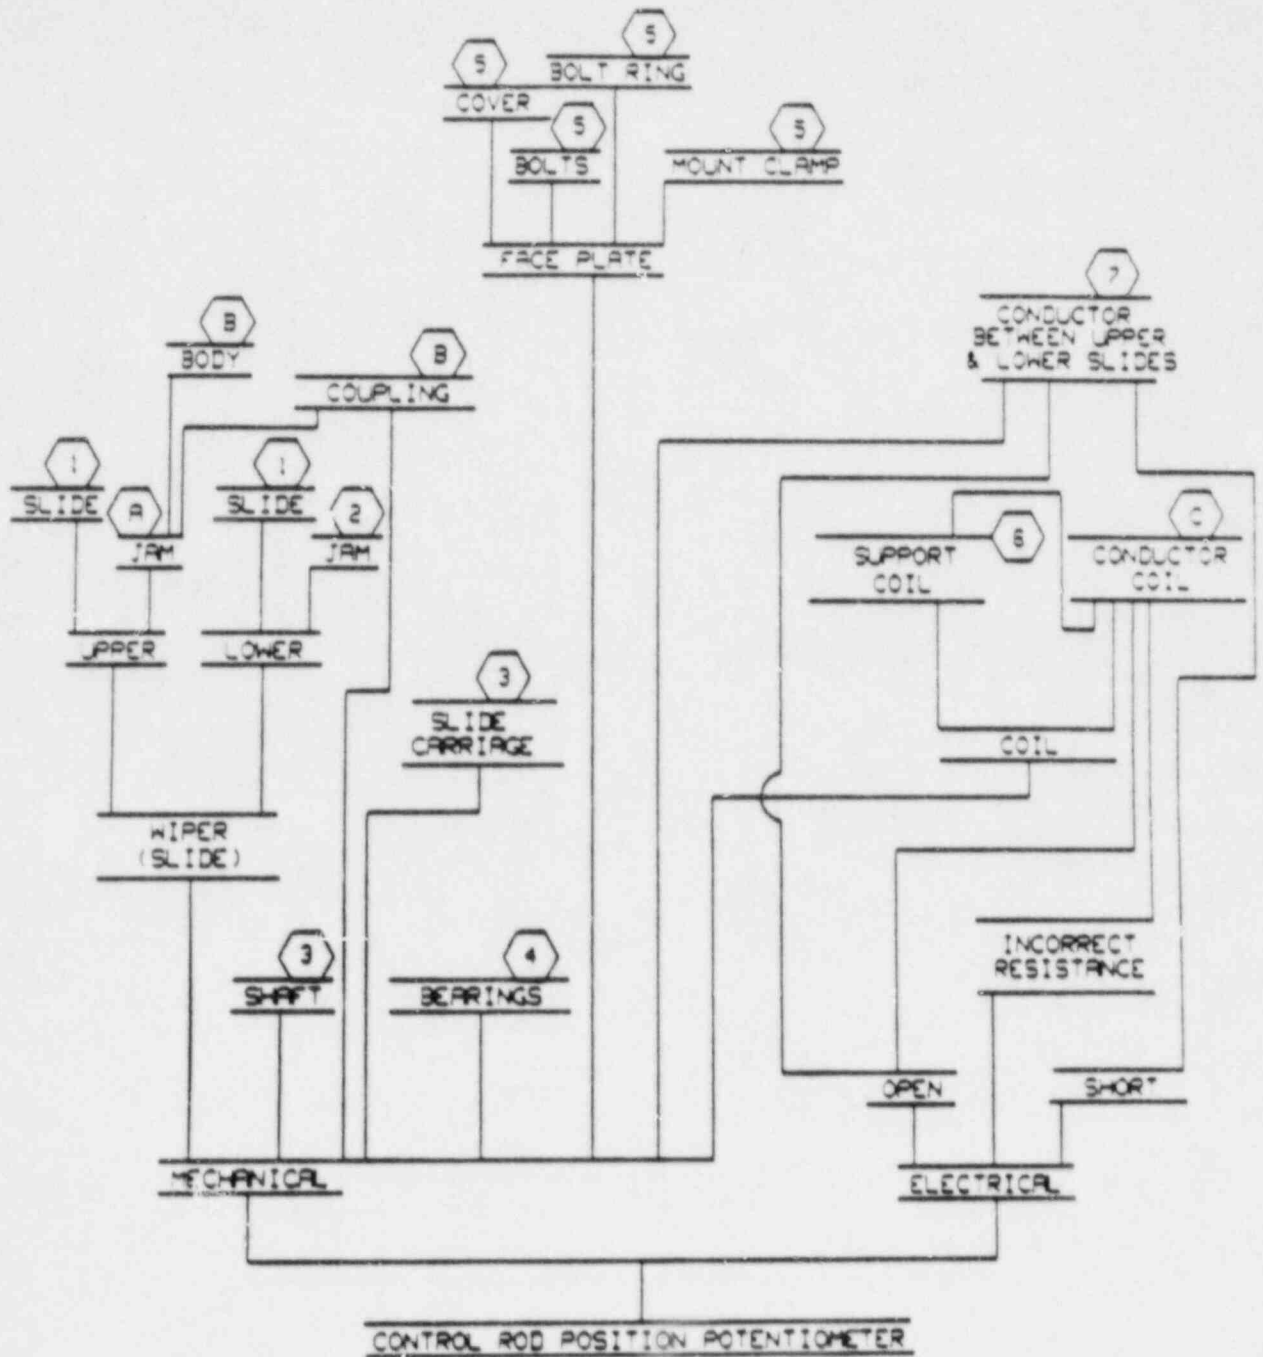 5
BOLT RING
5
COVER
5
BOLTS
5
MOUNT CLAMP
FACE PLATE
7
CONDUCTOR
BETWEEN UPPER
& LOWER SLIDES
B
BODY
B
COUPLING
1
SLIDE
A
JAM
1
SLIDE
2
JAM
6
SUPPORT
COIL
C
CONDUCTOR
COIL
UPPER
LOWER
3
SLIDE
CARRIAGE
COIL
WIPER
(SLIDE)
3
SHAFT
4
BEARINGS
INCORRECT
RESISTANCE
OPEN
SHORT
MECHANICAL
ELECTRICAL
CONTROL ROD POSITION POTENTIOMETER